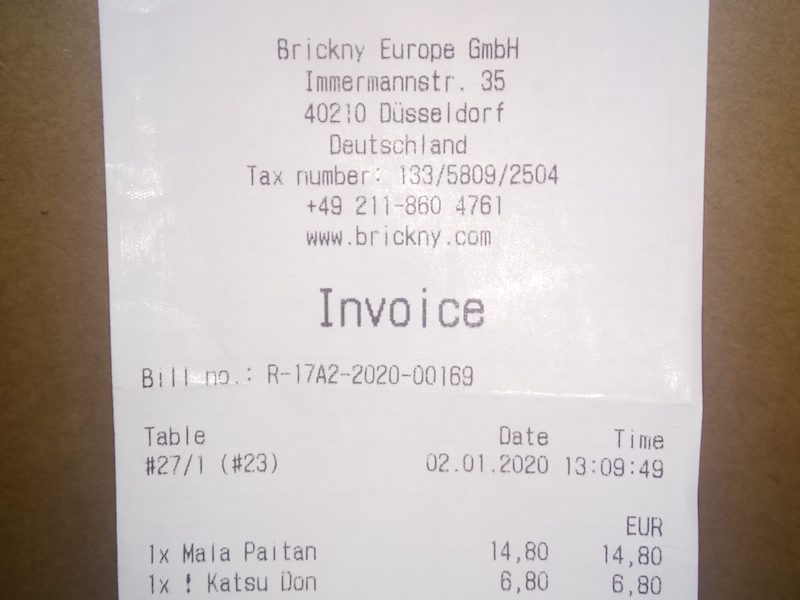 Brickny Europe GmbH
Immermannstr. 35
40210 Düsseldorf
Deutschland
Tax number: 133/5809/2504
+49 211-860 4761
www.brickny.com
Invoice
Bill no.: R-17A2-2020-00169
Table Date Time
#27/1 (#23) 02.01.2020 13:09:49
EUR
1x Mala Paitan 14,80 14,80
1x ! Katsu Don 6,80 6,80